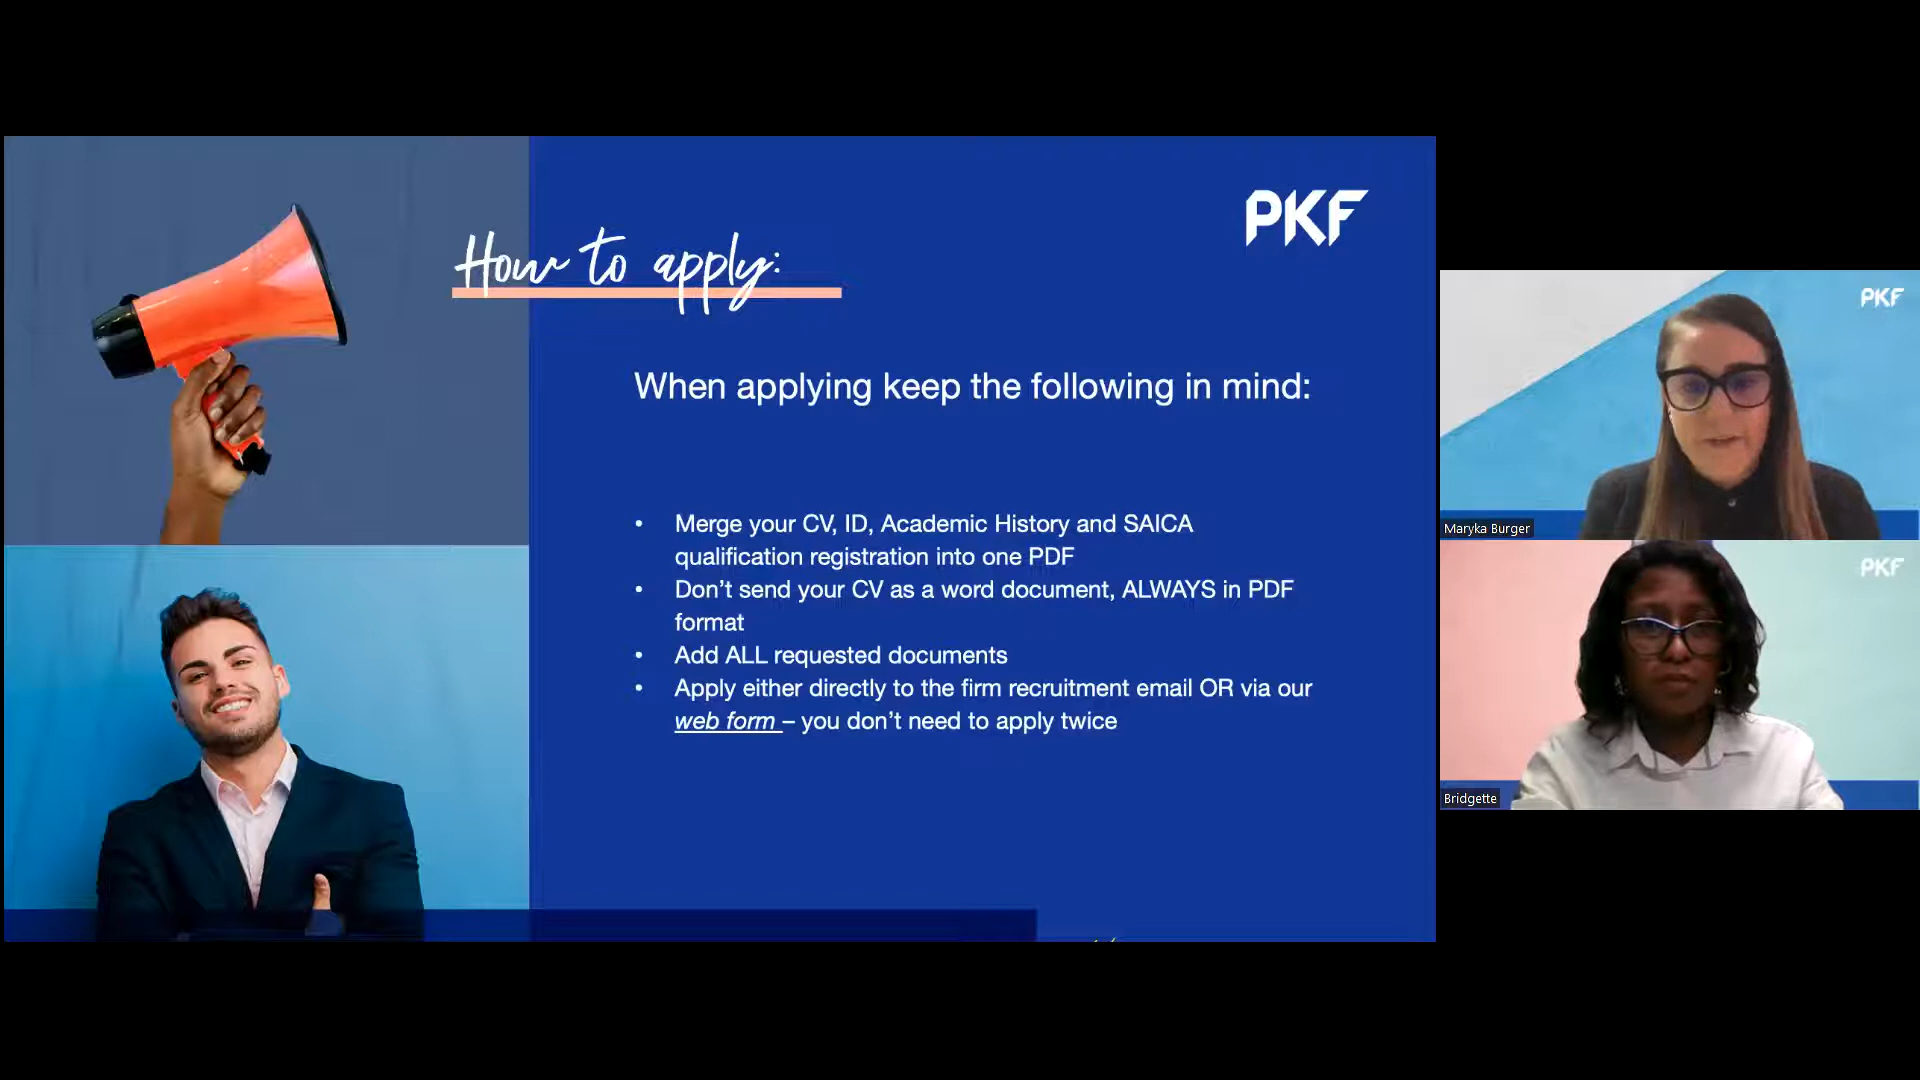 PKF
How to apply:
When applying keep the following in mind:
• Merge your CV, ID, Academic History and SAICA
qualification registration into one PDF
• Don’t send your CV as a word document, ALWAYS in PDF
format
• Add ALL requested documents
• Apply either directly to the firm recruitment email OR via our
web form – you don’t need to apply twice
PKF
Maryka Burger
PKF
Bridgette